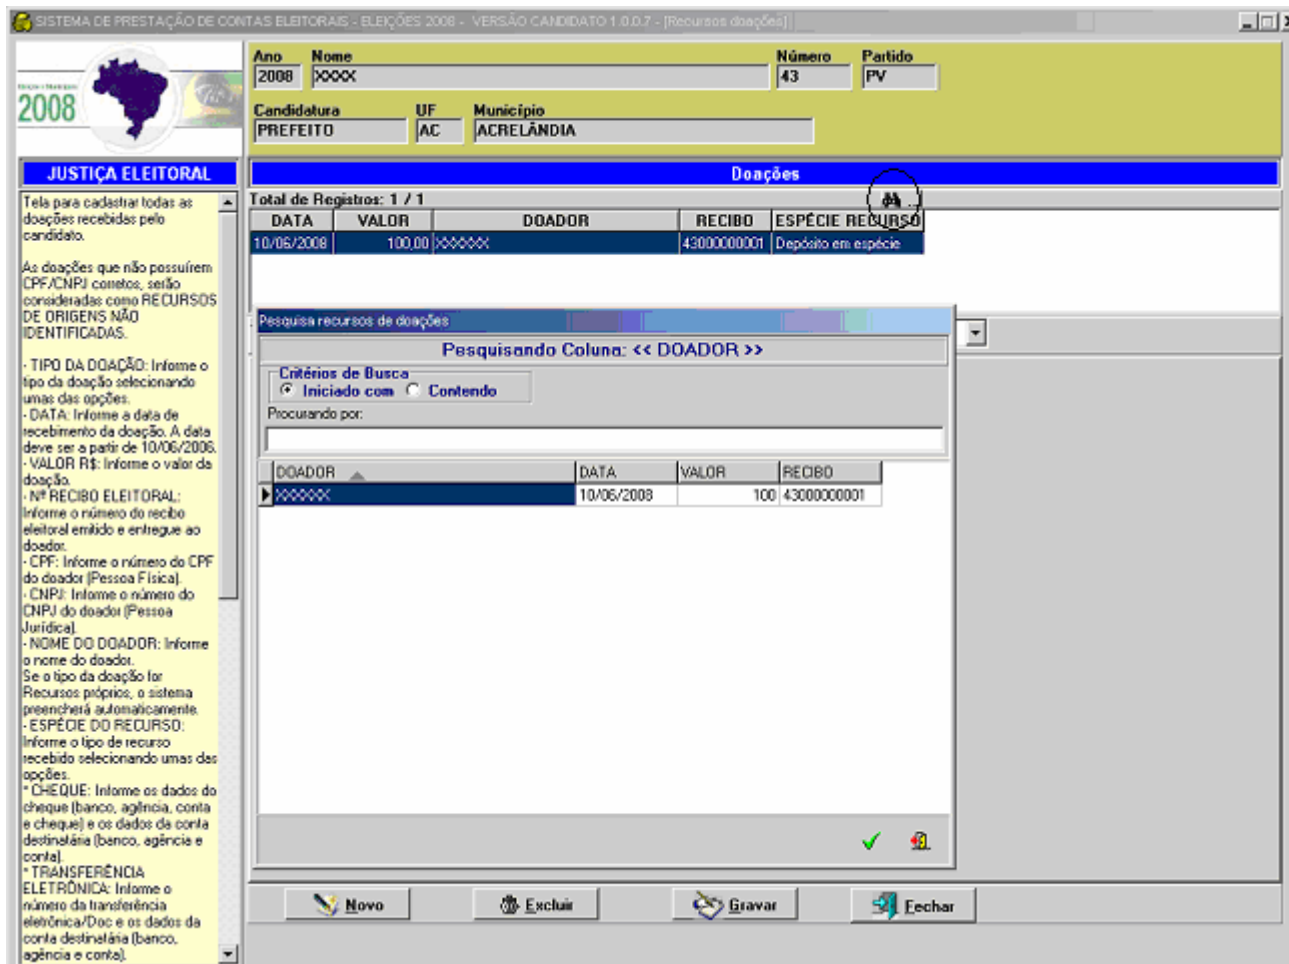 SISTEMA DE PRESTAÇÃO DE CONTAS ELEITORAIS - ELEIÇÕES 2008 - VERSÃO CANDIDATO 1.0.0.7 - [Recursos doações]
2008
Ano Nome Número Partido
2008 XXXX 43 PV
Candidatura UF Município
PREFEITO AC ACRELÂNDIA
JUSTIÇA ELEITORAL
Tela para cadastrar todas as
doações recebidas pelo
candidato.
As doações que não possuírem
CPF/CNPJ corretos, serão
consideradas como RECURSOS
DE ORIGENS NÃO
IDENTIFICADAS.
- TIPO DA DOAÇÃO: Informe o
tipo da doação selecionando
umas das opções.
- DATA: Informe a data de
recebimento da doação. A data
deve ser a partir de 10/06/2006.
- VALOR R$: Informe o valor da
doação.
- Nº RECIBO ELEITORAL:
Informe o número do recibo
eleitoral emitido e entregue ao
doador.
- CPF: Informe o número do CPF
do doador (Pessoa Física).
- CNPJ: Informe o número do
CNPJ do doador (Pessoa
Jurídica).
- NOME DO DOADOR: Informe
o nome do doador.
Se o tipo da doação for
Recursos próprios, o sistema
preencherá automaticamente.
- ESPÉCIE DO RECURSO:
Informe o tipo de recurso
recebido selecionando umas das
opções.
* CHEQUE: Informe os dados do
cheque (banco, agência, conta
e cheque) e os dados da conta
destinatária (banco, agência e
conta).
* TRANSFERÊNCIA
ELETRÔNICA: Informe o
número da transferência
eletrônica/Doc e os dados da
conta destinatária (banco,
agência e conta).
Doações
Total de Registros: 1 / 1
DATA VALOR DOADOR RECIBO ESPÉCIE RECURSO
10/06/2008 100,00 XXXXXX 43000000001 Depósito em espécie
Pesquisa recursos de doações
Pesquisando Coluna: << DOADOR >>
Critérios de Busca
Iniciado com Contendo
Procurando por:
DOADOR DATA VALOR RECIBO
XXXXXX 10/06/2008 100 43000000001
Novo Excluir Gravar Fechar